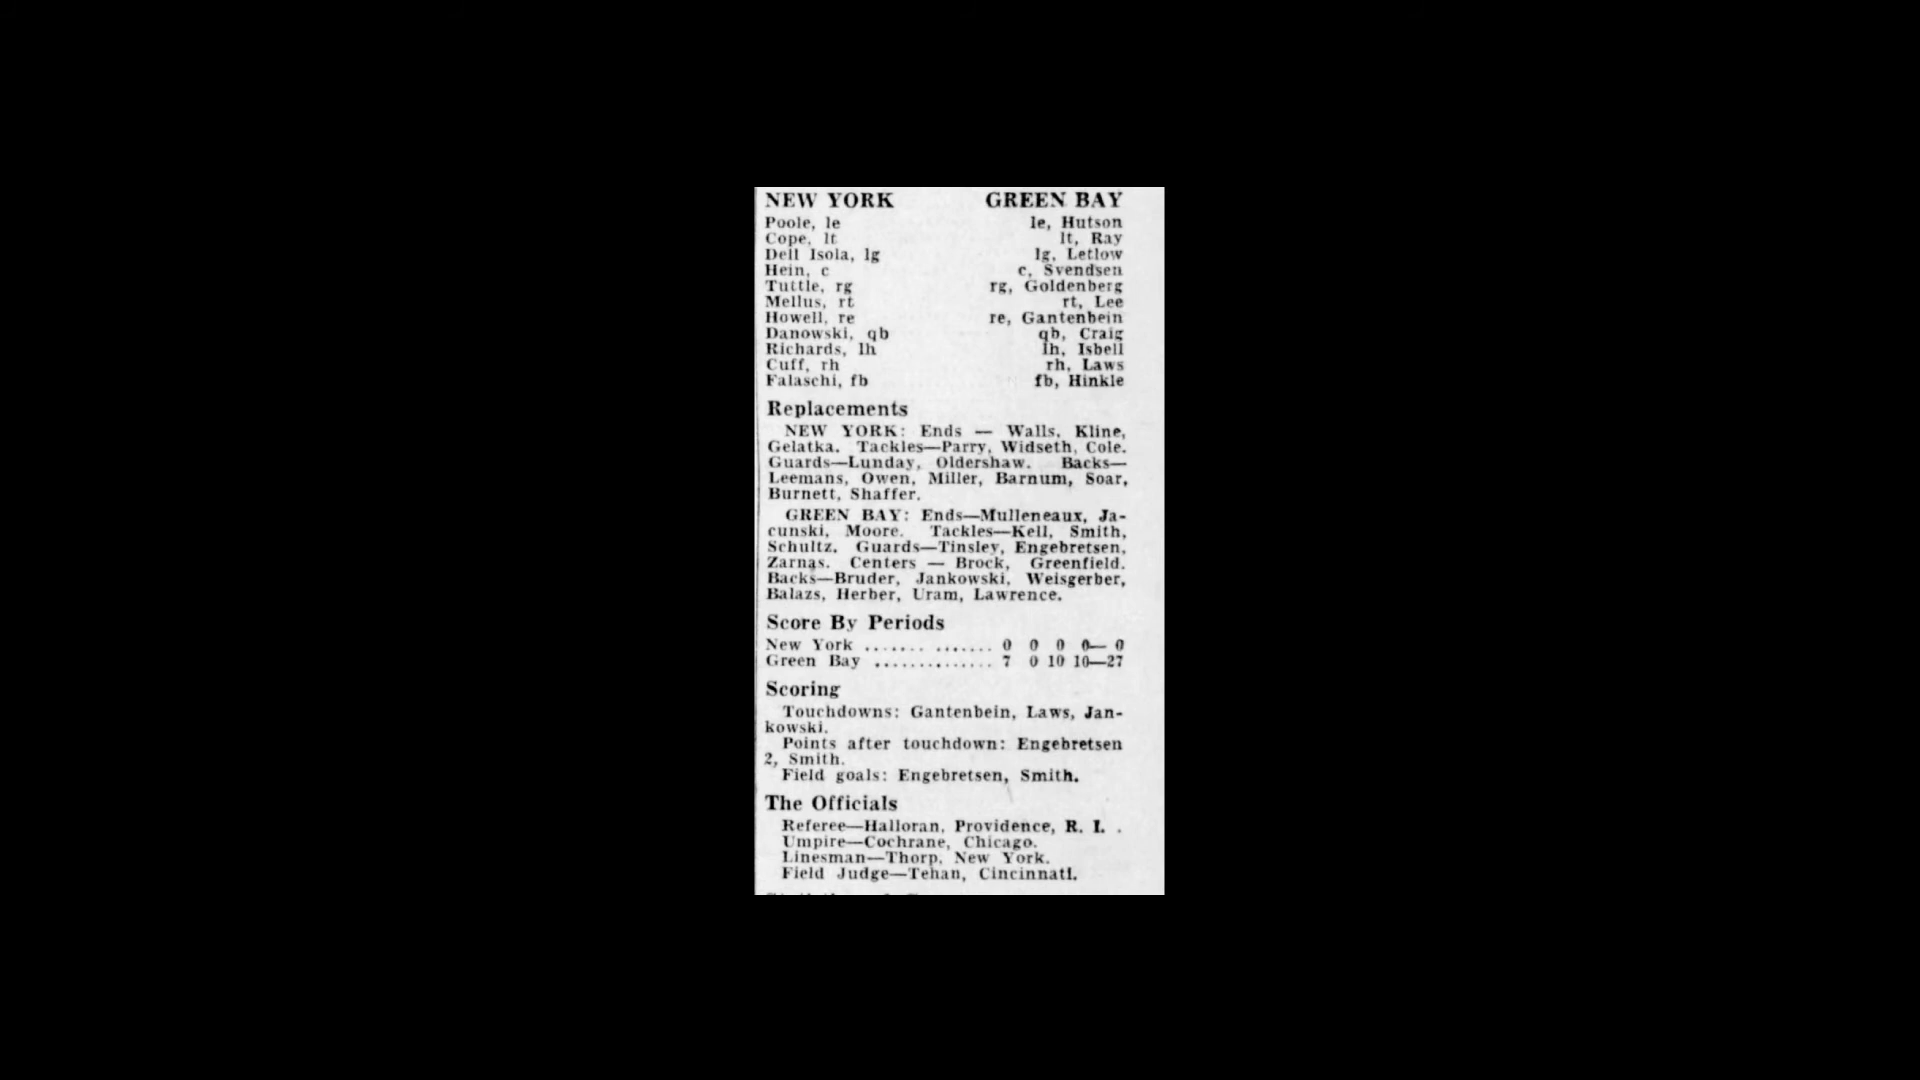 NEW YORK GREEN BAY
Poole, le le, Hutson
Cope, lt lt, Ray
Dell Isola, lg lg, Letlow
Hein, c c, Svendsen
Tuttle, rg rg, Goldenberg
Mellus, rt rt, Lee
Howell, re re, Gantenbein
Danowski, qb qb, Craig
Richards, lh lh, Isbell
Cuff, rh rh, Laws
Falaschi, fb fb, Hinkle
Replacements
NEW YORK: Ends — Walls, Kline,
Gelatka. Tackles—Parry, Widseth, Cole.
Guards—Lunday, Oldershaw. Backs—
Leemans, Owen, Miller, Barnum, Soar,
Burnett, Shaffer.
GREEN BAY: Ends—Mulleneaux, Ja-
cunski, Moore. Tackles—Kell, Smith,
Schultz. Guards—Tinsley, Engebretsen,
Zarnas. Centers — Brock, Greenfield.
Backs—Bruder, Jankowski, Weisgerber,
Balazs, Herber, Uram, Lawrence.
Score By Periods
New York ....... ....... 0 0 0 0— 0
Green Bay .............. 7 0 10 10—27
Scoring
Touchdowns: Gantenbein, Laws, Jan-
kowski.
Points after touchdown: Engebretsen
2, Smith.
Field goals: Engebretsen, Smith.
The Officials
Referee—Halloran, Providence, R. I. .
Umpire—Cochrane, Chicago.
Linesman—Thorp, New York.
Field Judge—Tehan, Cincinnati.